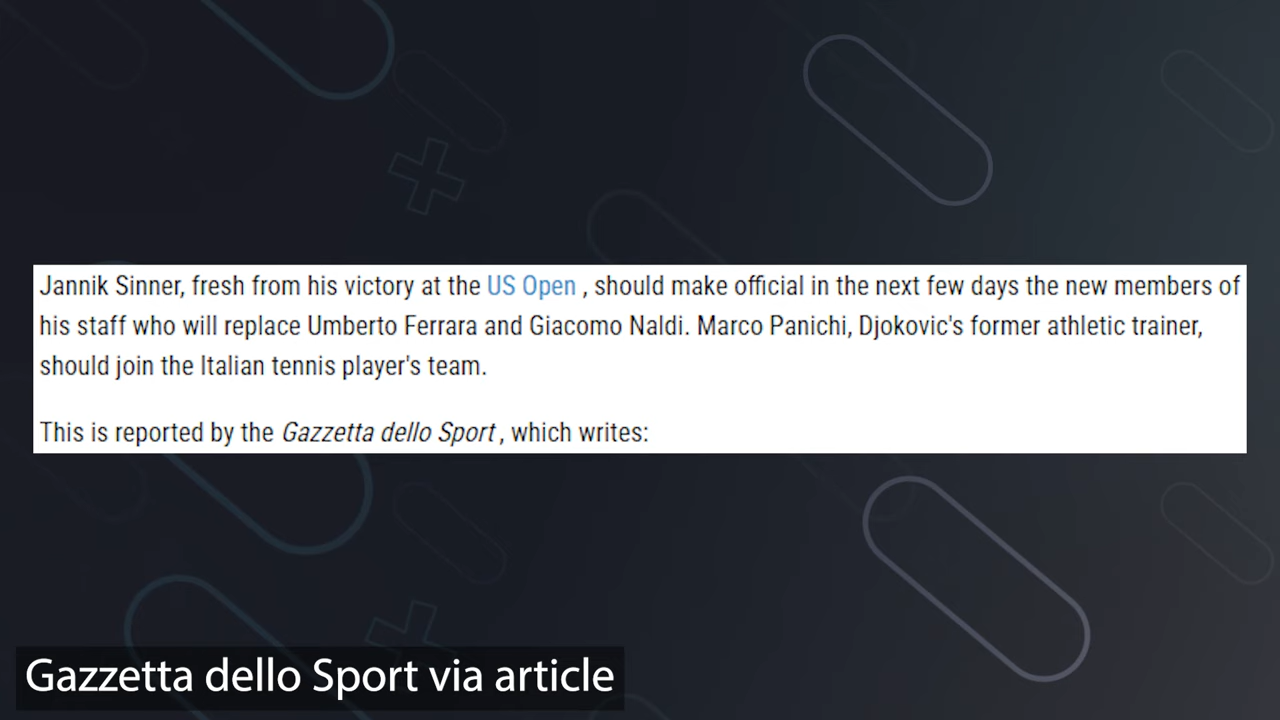 Jannik Sinner, fresh from his victory at the US Open , should make official in the next few days the new members of
his staff who will replace Umberto Ferrara and Giacomo Naldi. Marco Panichi, Djokovic's former athletic trainer,
should join the Italian tennis player's team.
This is reported by the Gazzetta dello Sport , which writes:
Gazzetta dello Sport via article